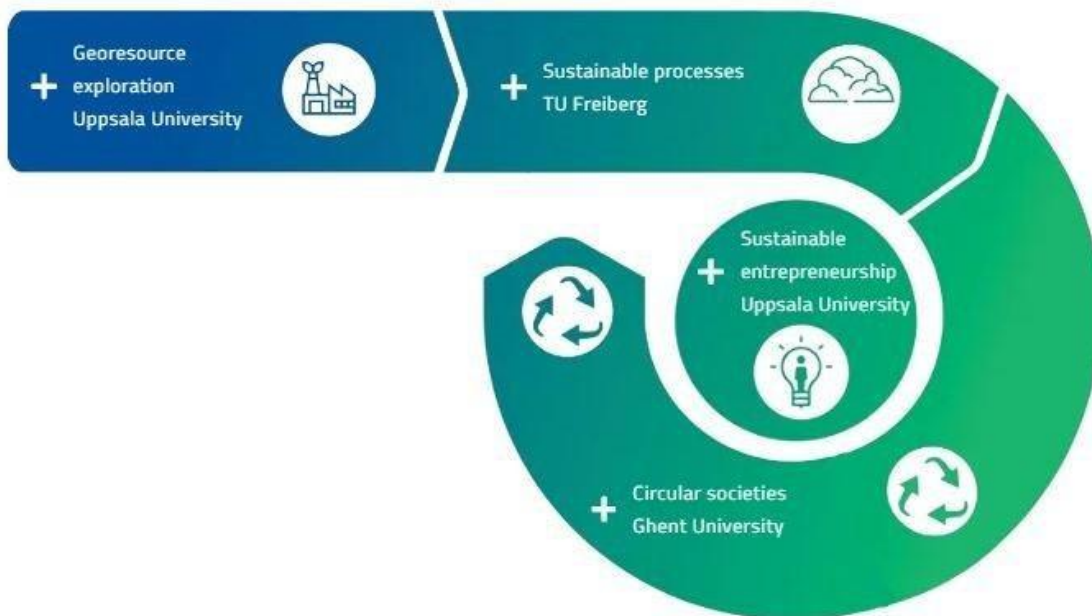 Georesource
exploration
Uppsala University
Sustainable processes
TU Freiberg
Sustainable
entrepreneurship
Uppsala University
Circular societies
Ghent University